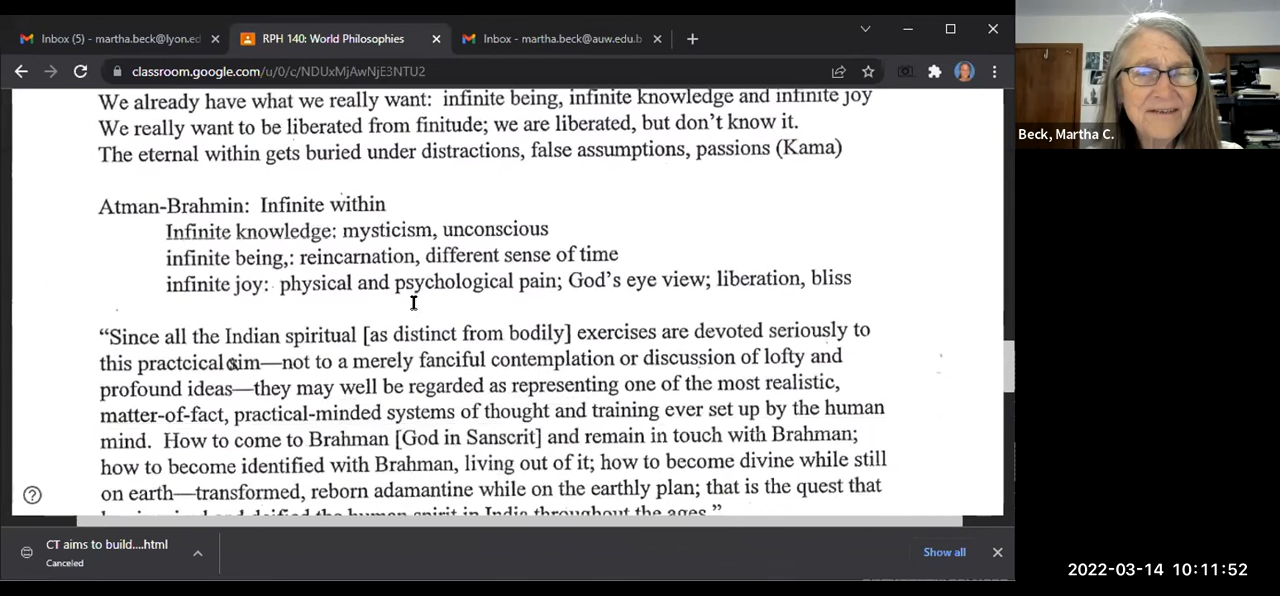 Inbox (5) - martha.beck@lyon.ed
RPH 140: World Philosophies
Inbox - martha.beck@auw.edu.b
classroom.google.com/u/0/c/NDUxMjAwNjE3NTU2
We already have what we really want: infinite being, infinite knowledge and infinite joy
We really want to be liberated from finitude; we are liberated, but don't know it.
The eternal within gets buried under distractions, false assumptions, passions (Kama)
Atman-Brahmin: Infinite within
Infinite knowledge: mysticism, unconscious
infinite being,: reincarnation, different sense of time
infinite joy: physical and psychological pain; God's eye view; liberation, bliss
"Since all the Indian spiritual [as distinct from bodily] exercises are devoted seriously to
this practcical aim—not to a merely fanciful contemplation or discussion of lofty and
profound ideas—they may well be regarded as representing one of the most realistic,
matter-of-fact, practical-minded systems of thought and training ever set up by the human
mind. How to come to Brahman [God in Sanscrit] and remain in touch with Brahman;
how to become identified with Brahman, living out of it; how to become divine while still
on earth—transformed, reborn adamantine while on the earthly plan; that is the quest that
deified the human spirit in India throughout the ages."
CT aims to build....html
Canceled
Show all
Beck, Martha C.
2022-03-14 10:11:52